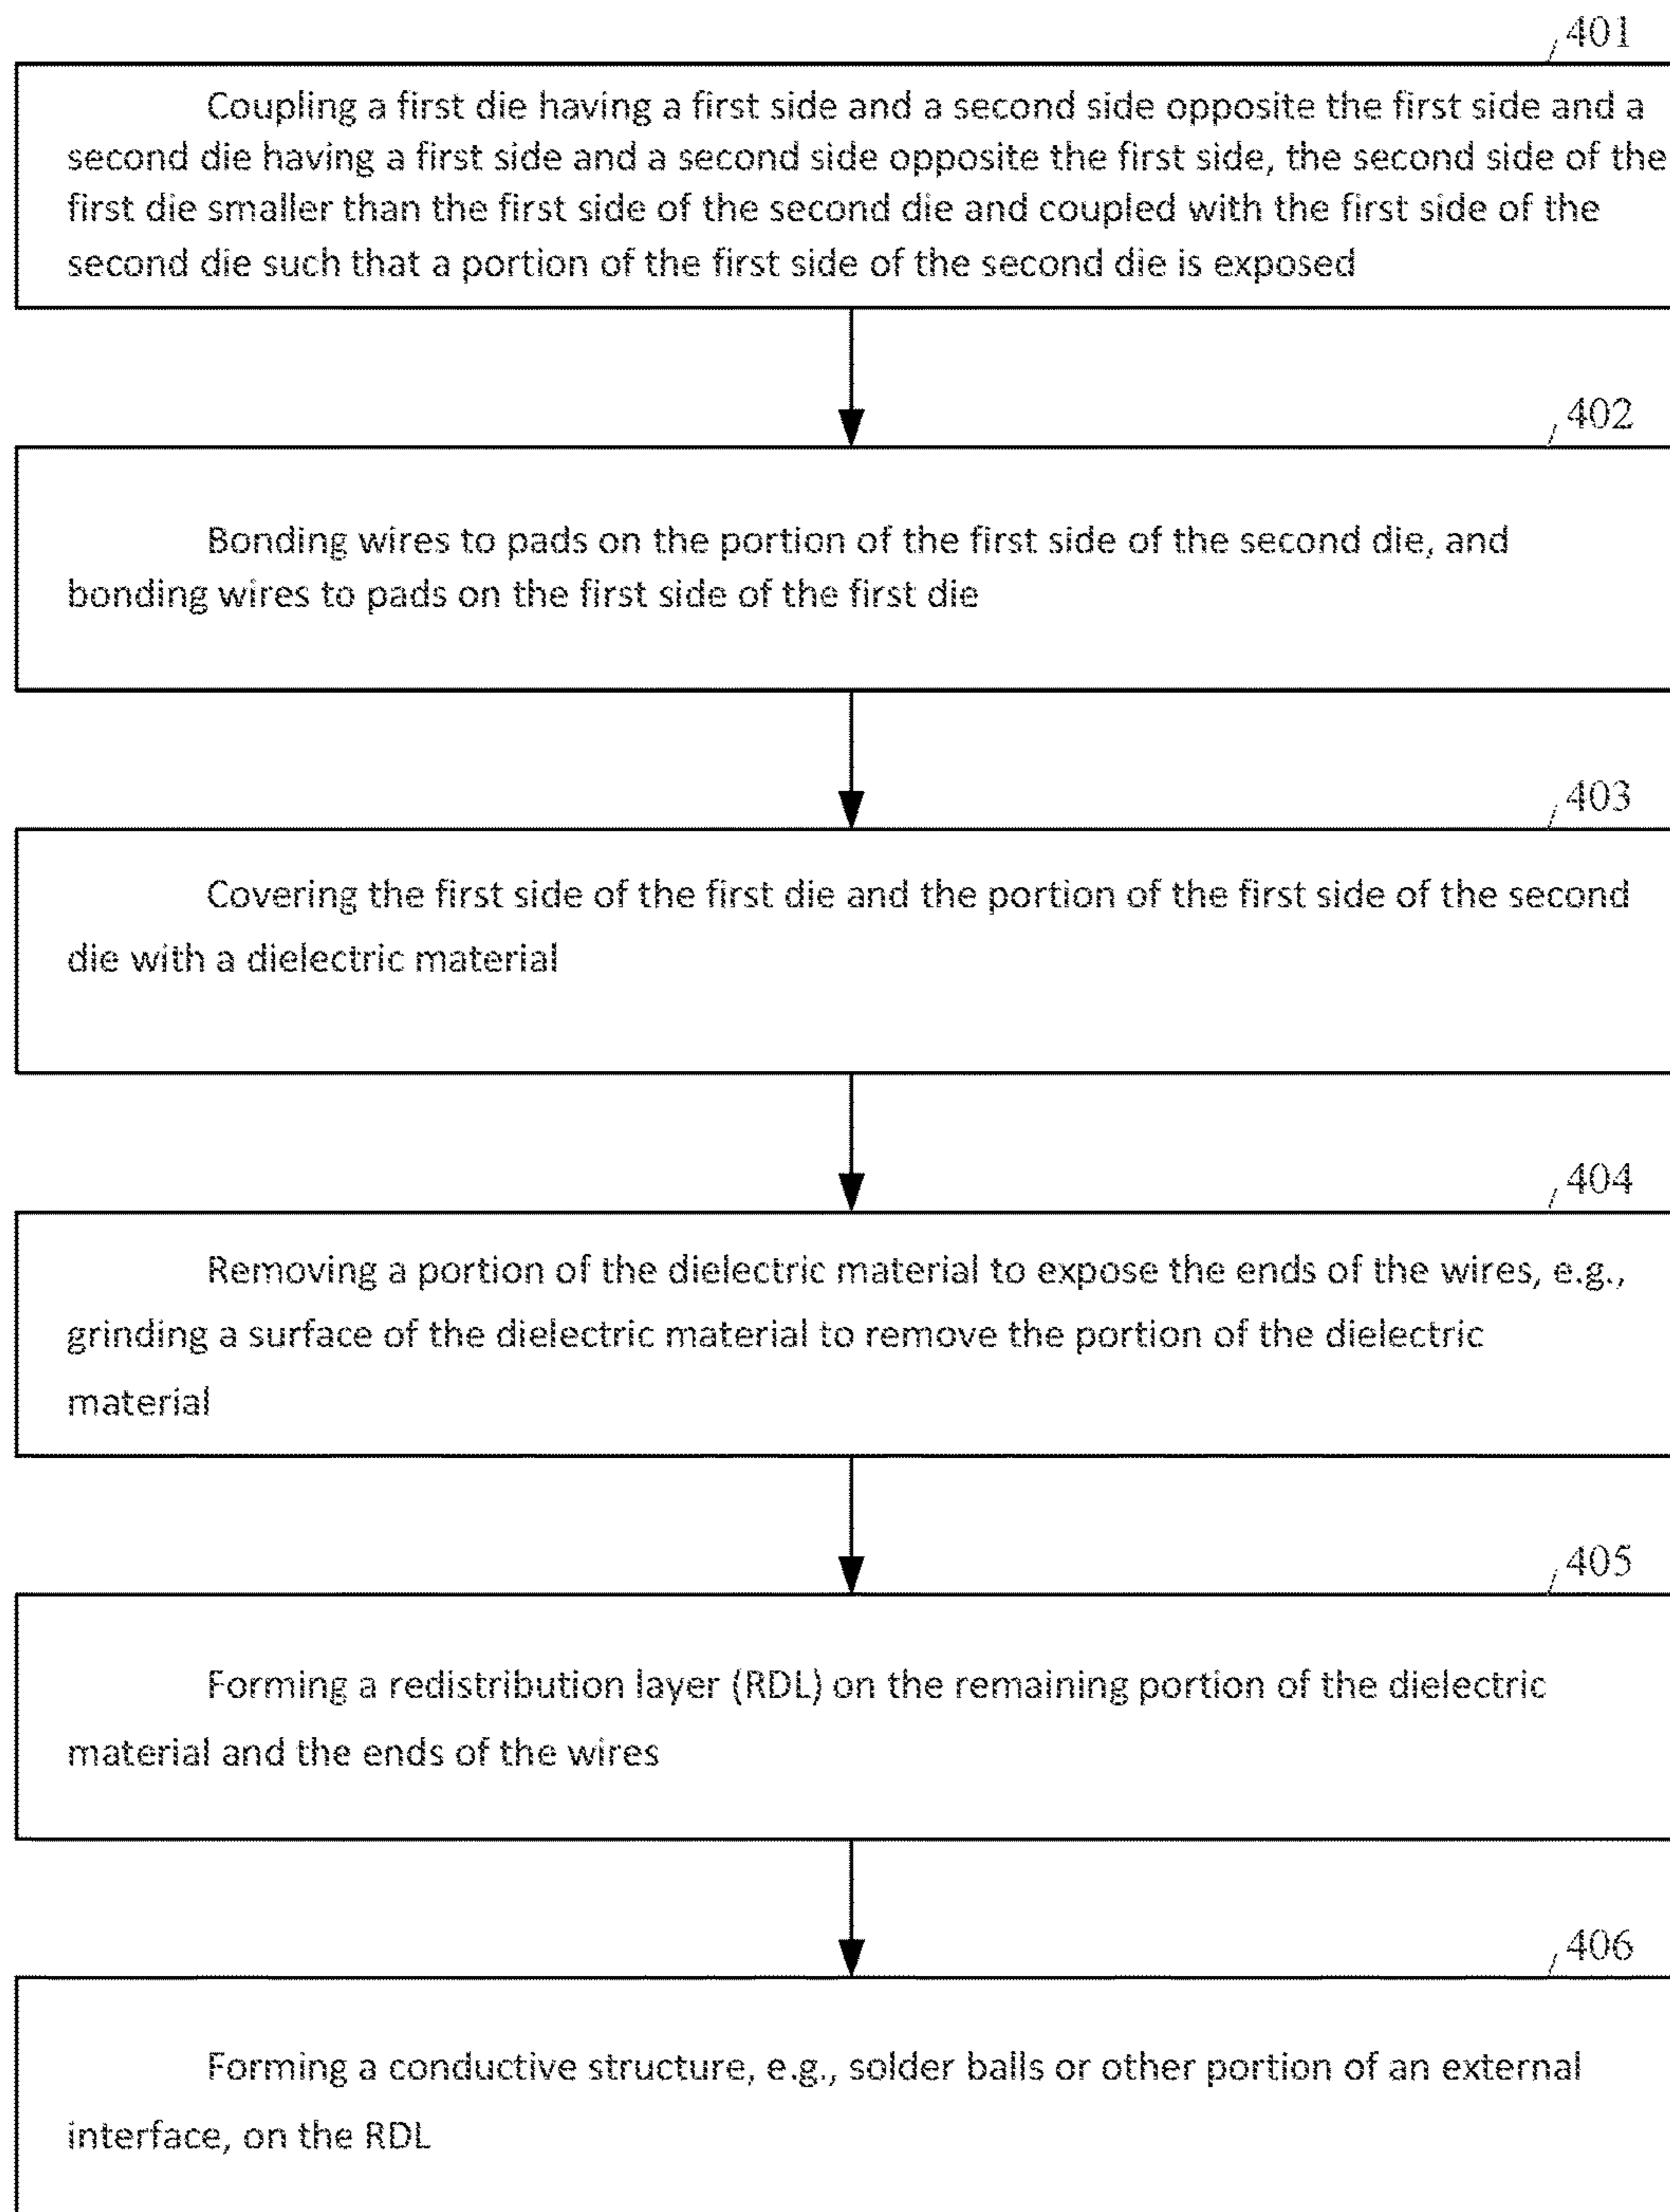 401
Coupling a first die having a first side and a second side opposite the first side and a
second die having a first side and a second side opposite the first side, the second side of the
first die smaller than the first side of the second die and coupled with the first side of the
second die such that a portion of the first side of the second die is exposed
402
Bonding wires to pads on the portion of the first side of the second die, and
bonding wires to pads on the first side of the first die
403
Covering the first side of the first die and the portion of the first side of the second
die with a dielectric material
404
Removing a portion of the dielectric material to expose the ends of the wires, e.g.,
grinding a surface of the dielectric material to remove the portion of the dielectric
material
405
Forming a redistribution layer (RDL) on the remaining portion of the dielectric
material and the ends of the wires
406
Forming a conductive structure, e.g., solder balls or other portion of an external
interface, on the RDL